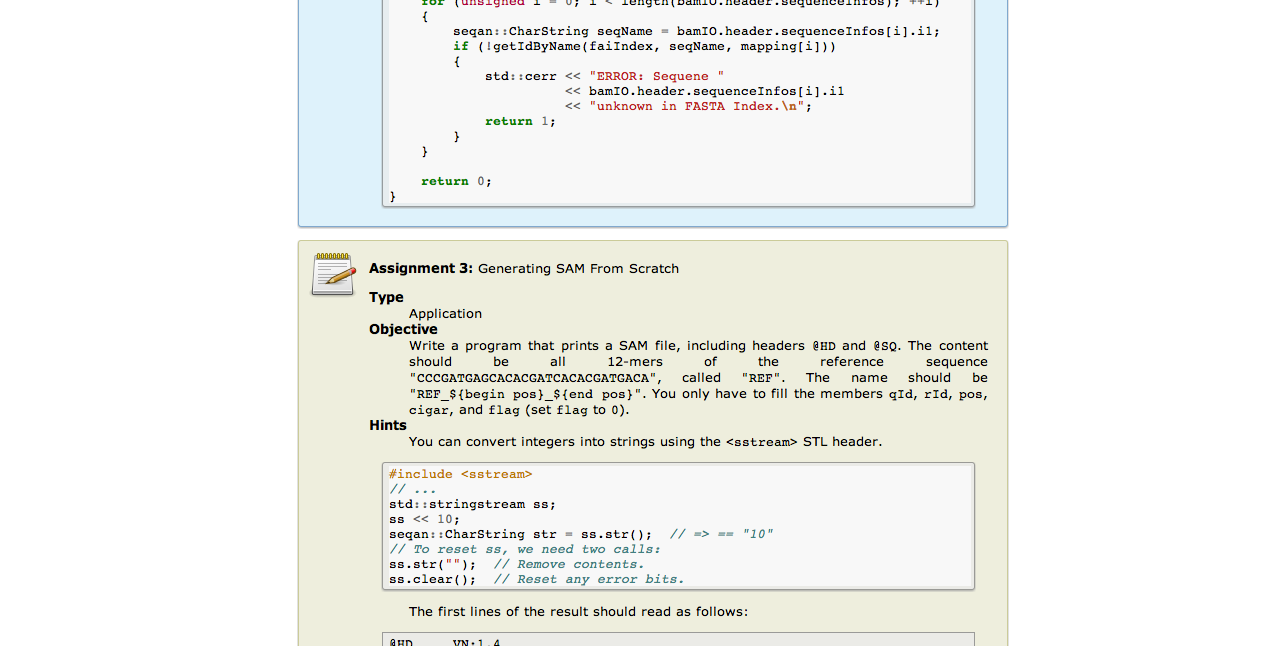 for (unsigned i = 0; i < length(bamIO.header.sequenceInfos); ++i)
{
seqan::CharString seqName = bamIO.header.sequenceInfos[i].i1;
if (!getIdByName(faiIndex, seqName, mapping[i]))
{
std::cerr << "ERROR: Sequene "
<< bamIO.header.sequenceInfos[i].i1
<< "unknown in FASTA Index.\n";
return 1;
}
}
return 0;
}
Assignment 3: Generating SAM From Scratch
Type
Application
Objective
Write a program that prints a SAM file, including headers @HD and @SQ. The content
should be all 12-mers of the reference sequence
"CCCGATGAGCACACGATCACACGATGACA", called "REF". The name should be
"REF_${begin pos}_${end pos}". You only have to fill the members qId, rId, pos,
cigar, and flag (set flag to 0).
Hints
You can convert integers into strings using the <sstream> STL header.
#include <sstream>
// ...
std::stringstream ss;
ss << 10;
seqan::CharString str = ss.str(); // => == "10"
// To reset ss, we need two calls:
ss.str(""); // Remove contents.
ss.clear(); // Reset any error bits.
The first lines of the result should read as follows:
@HD VN:1.4